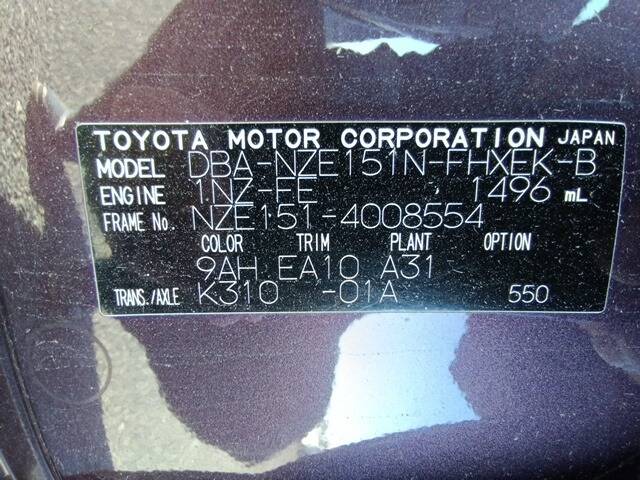 TOYOTA MOTOR CORPORATION JAPAN
MODEL DBA-NZE151N-FHXEK-B
ENGINE 1NZ-FE 1496 mL
FRAME No. NZE151-4008554
COLOR TRIM PLANT OPTION
9AH EA10 A31
TRANS./AXLE K310 -01A 550